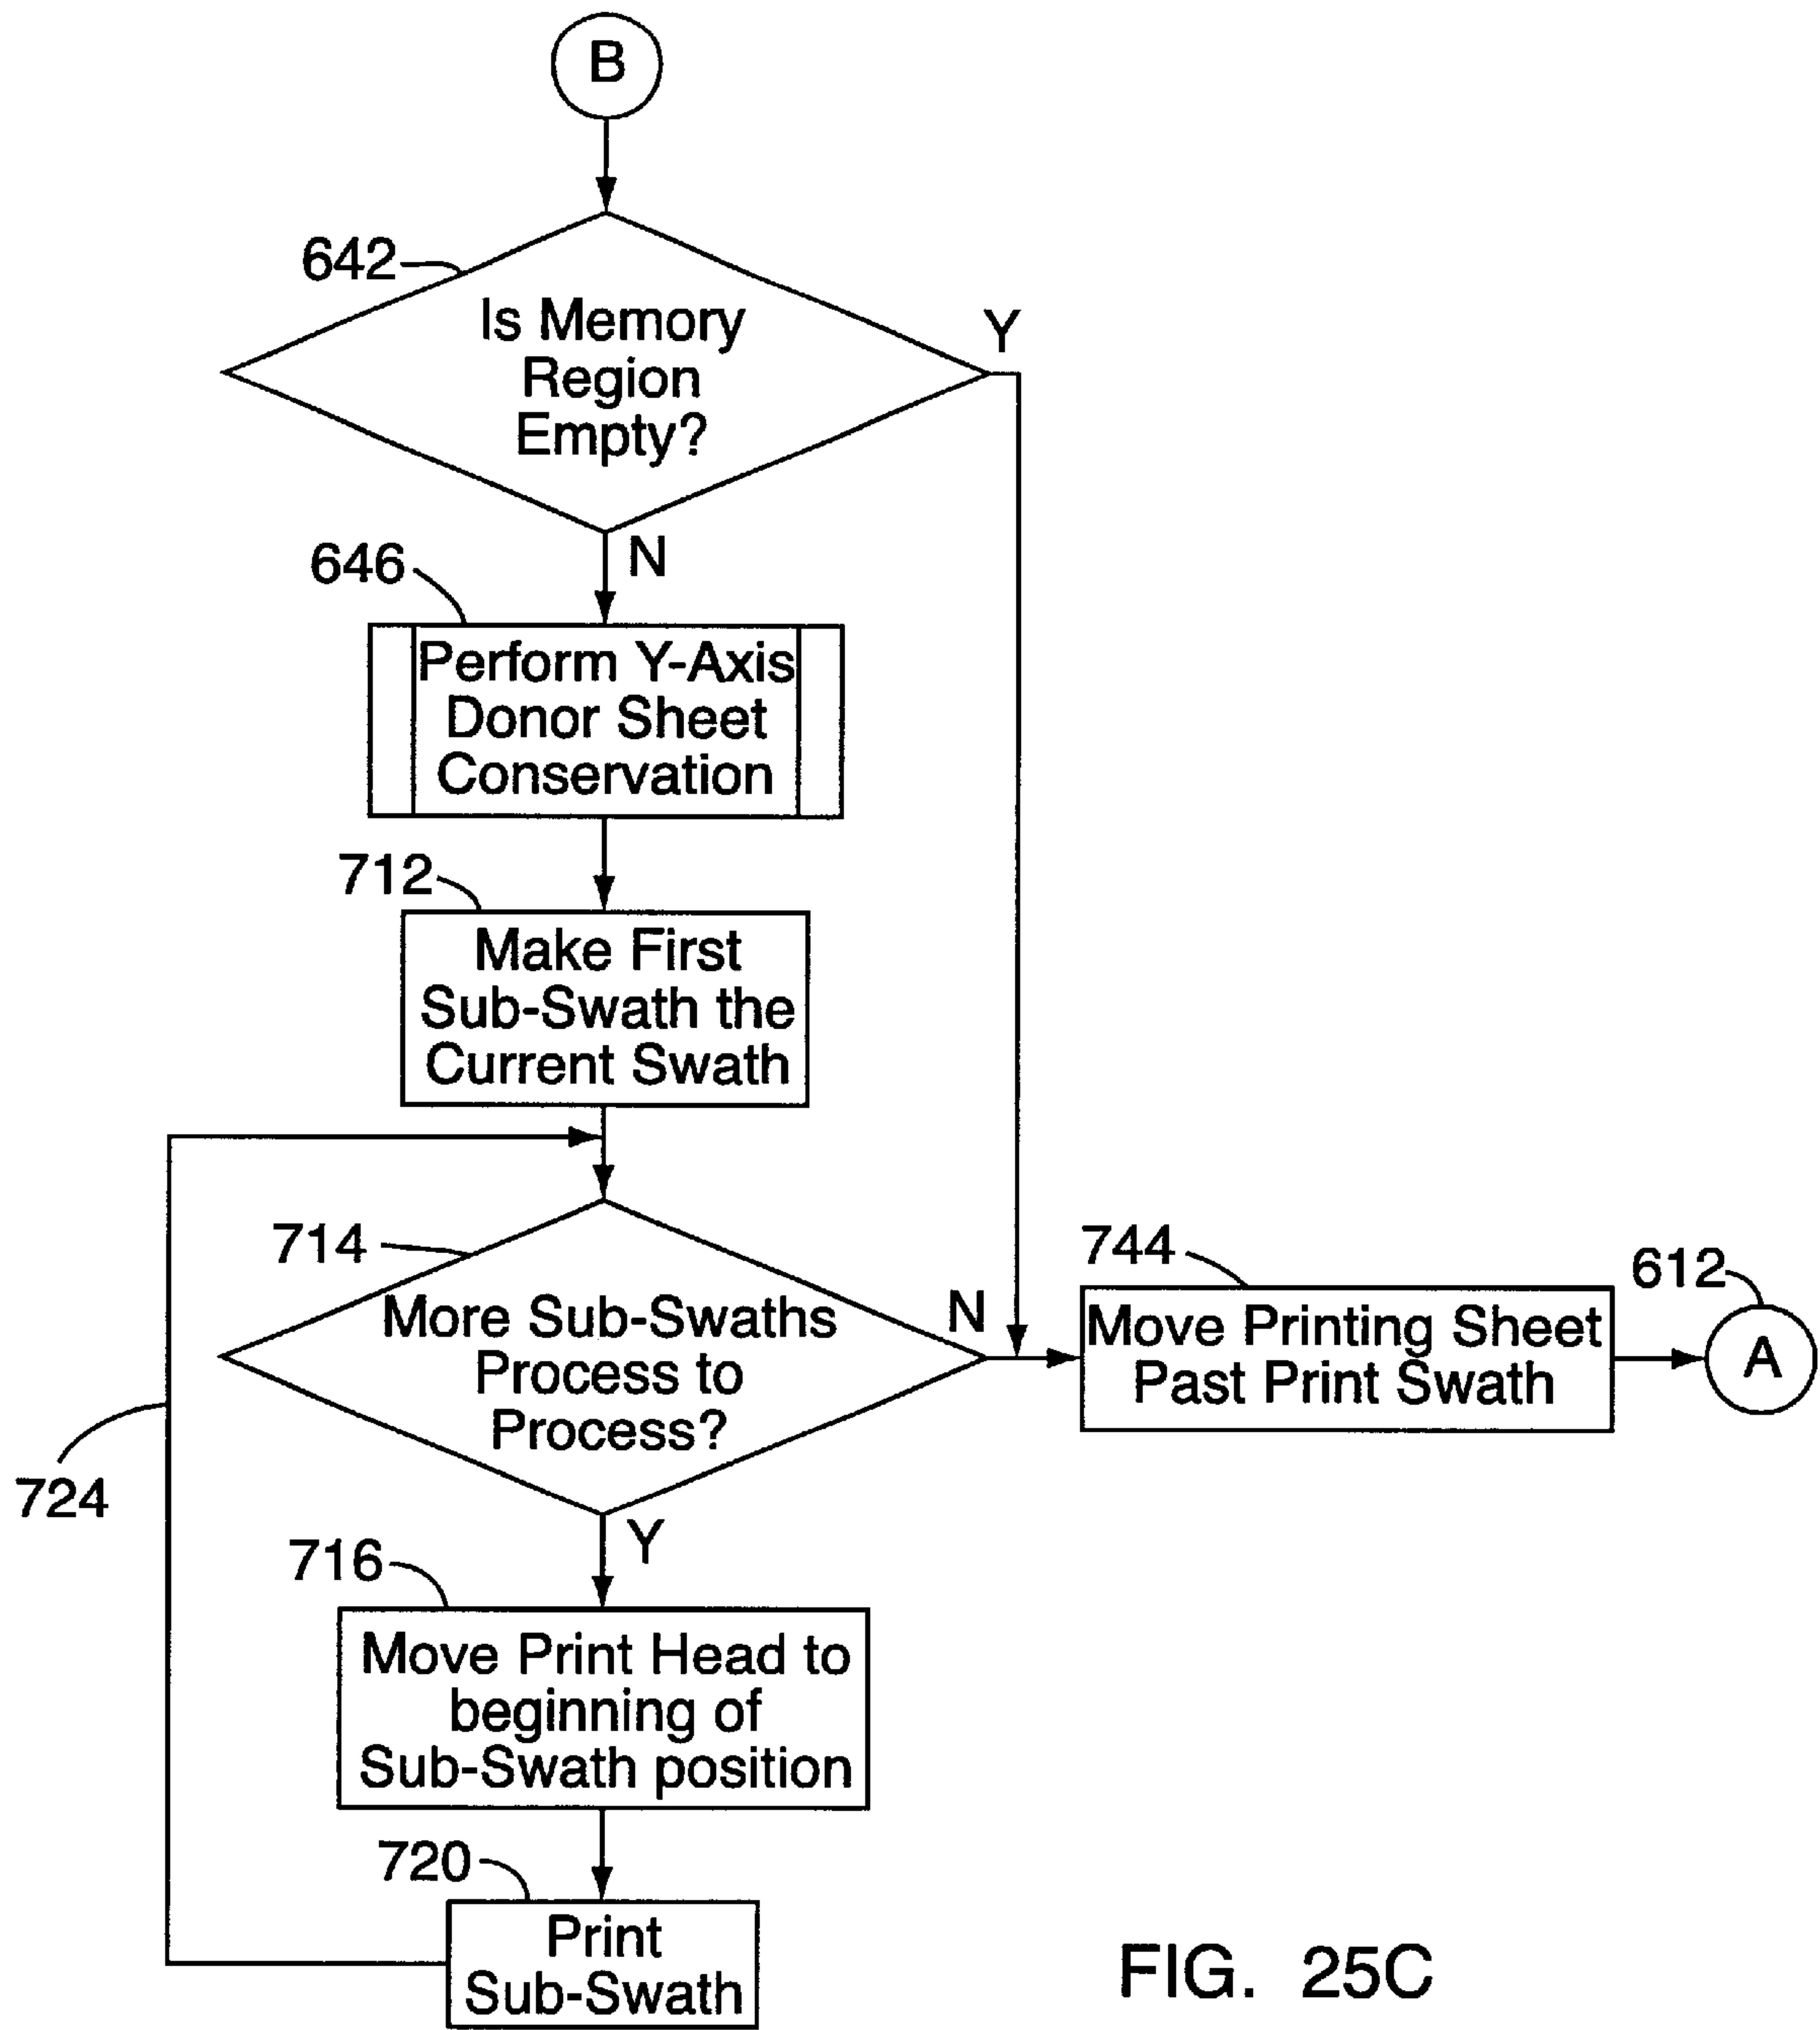 B
642
Is Memory
Region
Empty?
Y
N
646
Perform Y-Axis
Donor Sheet
Conservation
712
Make First
Sub-Swath the
Current Swath
714
More Sub-Swaths
Process to
Process?
N
744
Move Printing Sheet
Past Print Swath
612
A
724
Y
716
Move Print Head to
beginning of
Sub-Swath position
720
Print
Sub-Swath
FIG. 25C